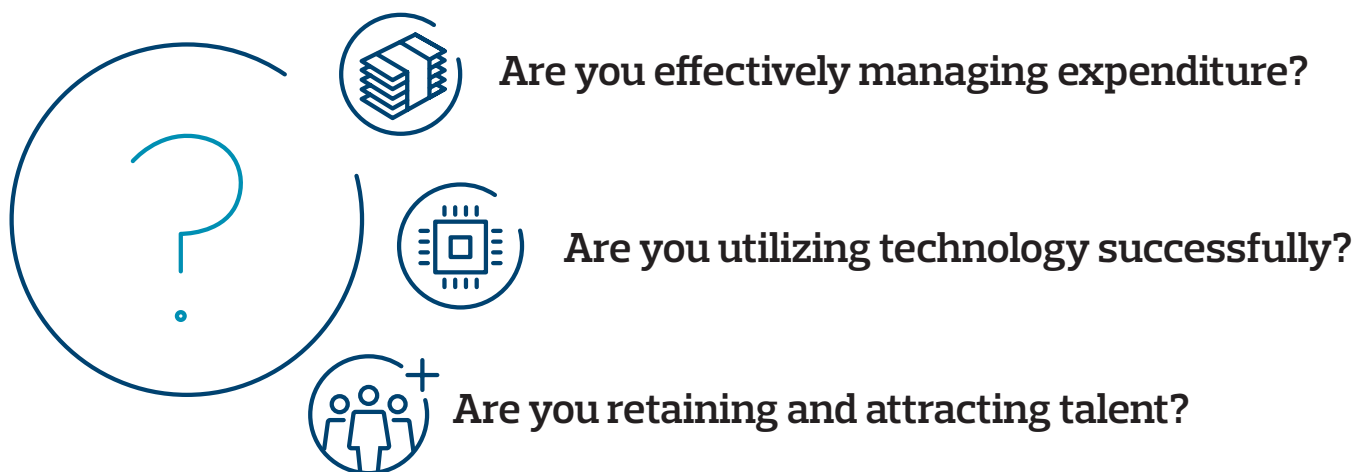 Are you effectively managing expenditure?
Are you utilizing technology successfully?
Are you retaining and attracting talent?